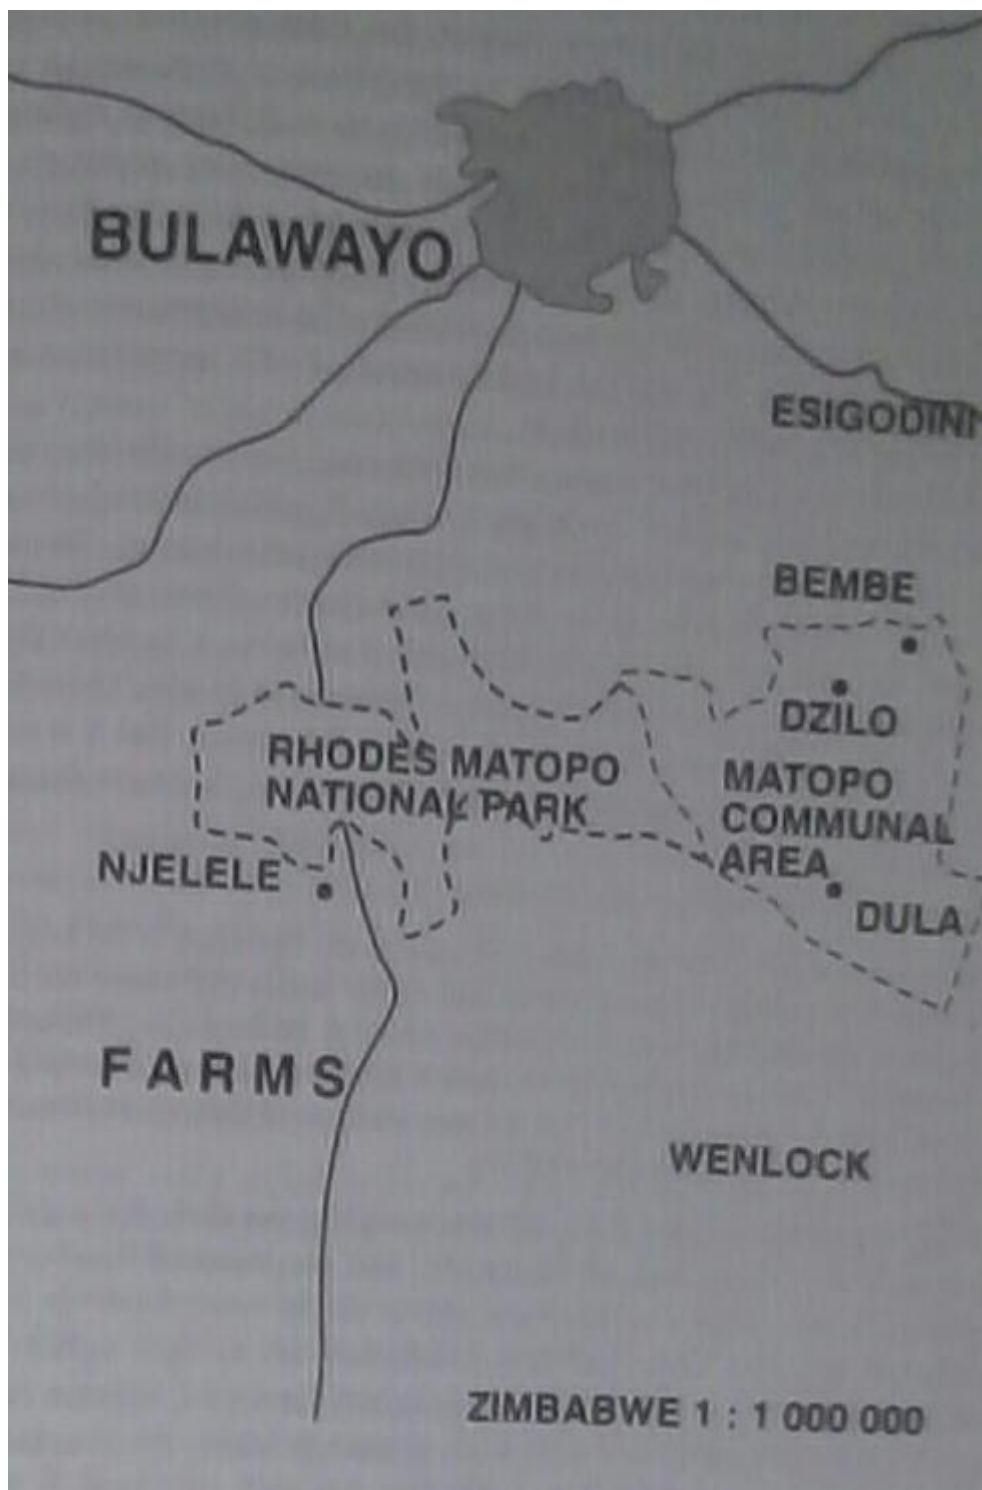 BULAWAYO
ESIGODINI
BEMBE
DZILO
RHODES MATOPO
NATIONAL PARK
MATOPO
COMMUNAL
AREA
NJELELE
DULA
FARMS
WENLOCK
ZIMBABWE 1 : 1 000 000